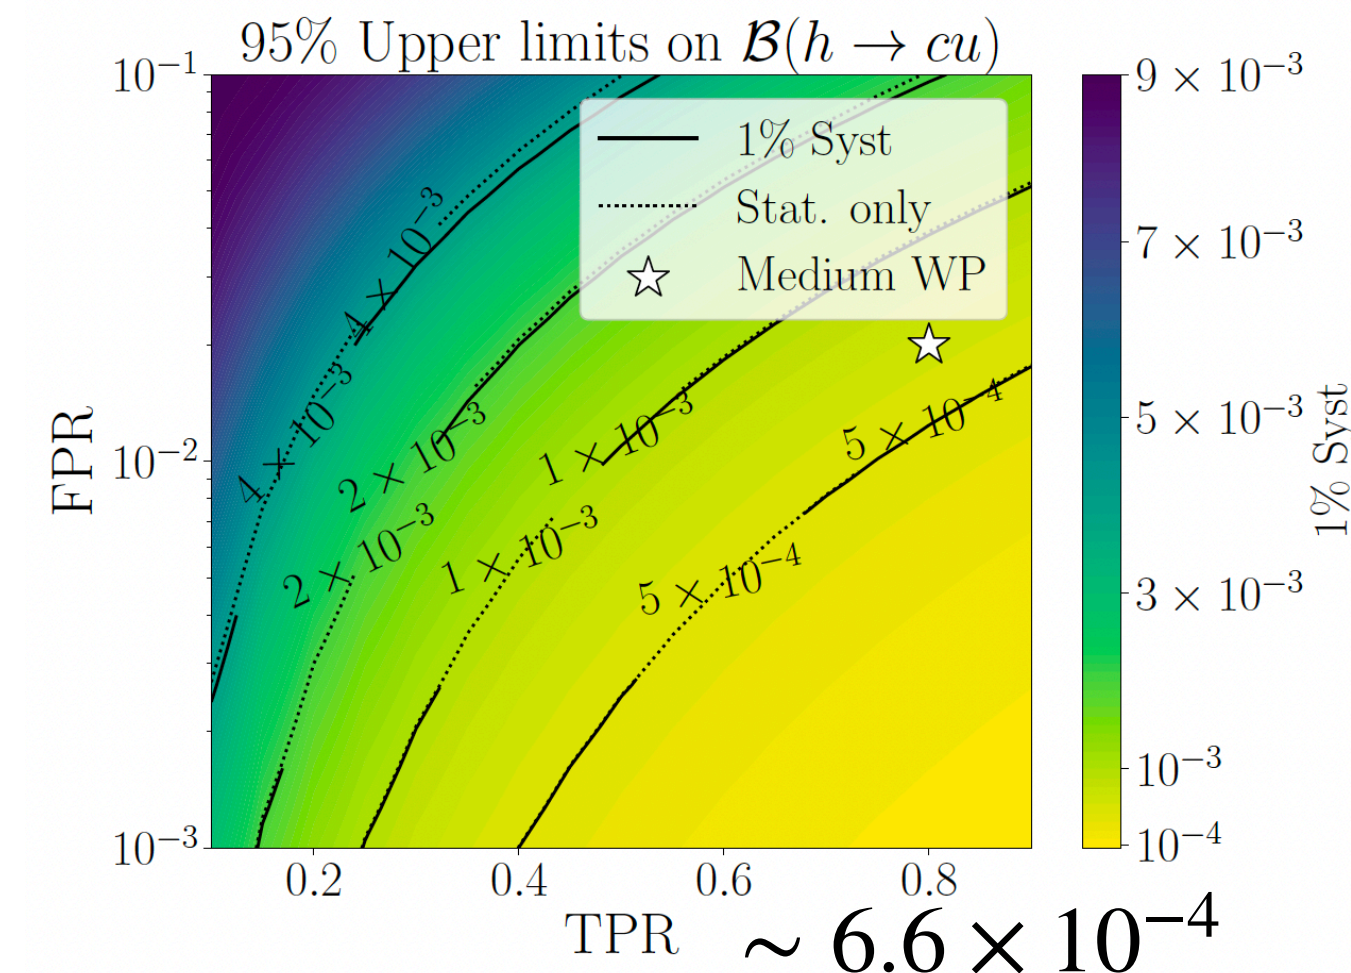 95% Upper limits on ℬ(h → cu)
10⁻¹
10⁻²
10⁻³
FPR
0.2 0.4 0.6 0.8
TPR
1% Syst
Stat. only
Medium WP
4 × 10⁻³
4 × 10⁻³
2 × 10⁻³
2 × 10⁻³
1 × 10⁻³
1 × 10⁻³
5 × 10⁻⁴
5 × 10⁻⁴
9 × 10⁻³
7 × 10⁻³
5 × 10⁻³
3 × 10⁻³
10⁻³
10⁻⁴
1% Syst
~ 6.6 × 10⁻⁴